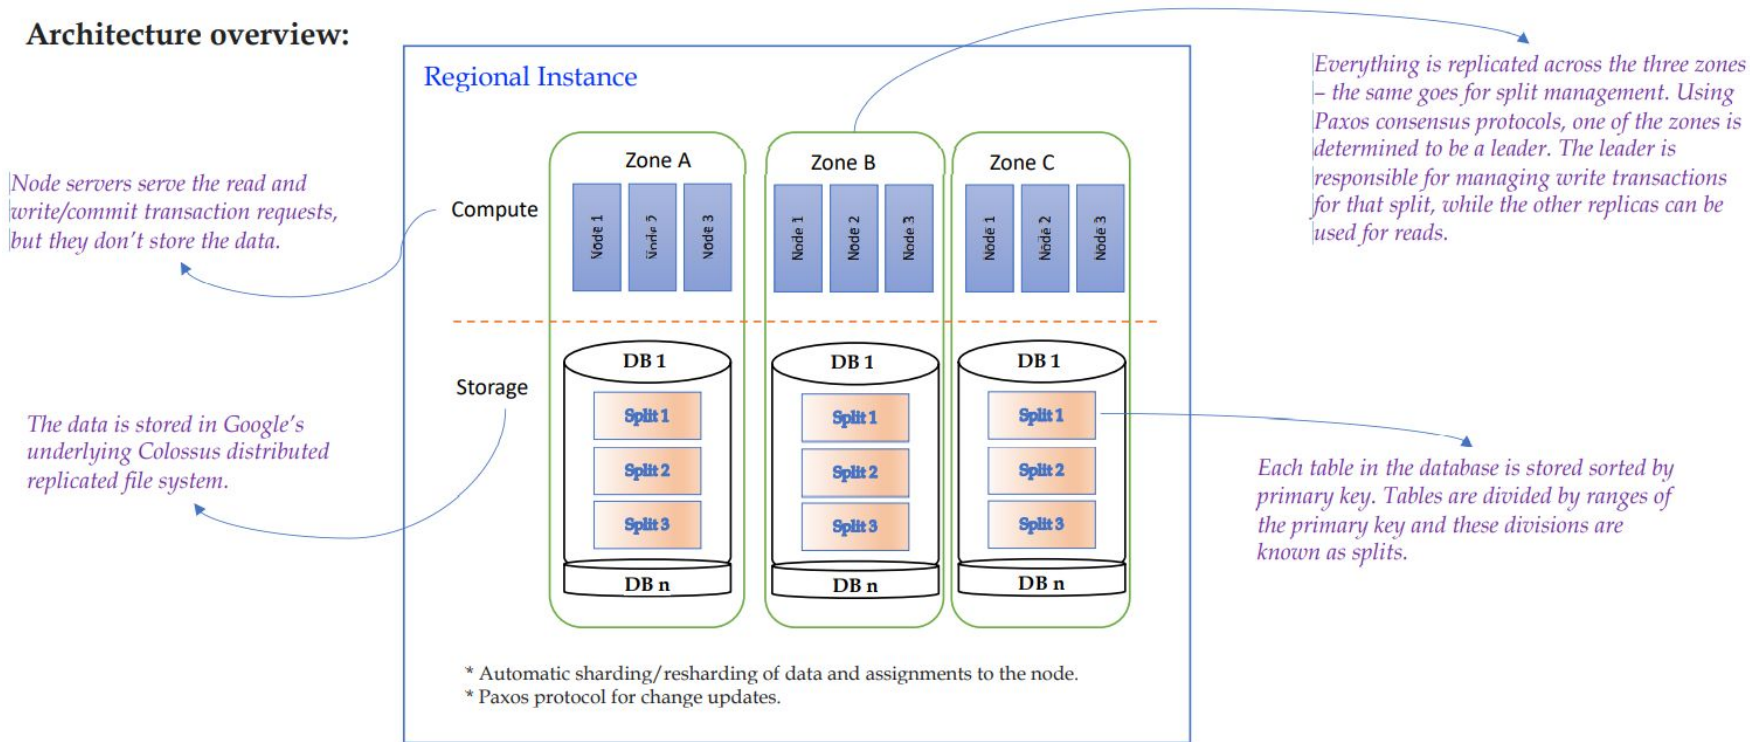 Architecture overview:
Regional Instance
Everything is replicated across the three zones
– the same goes for split management. Using
Paxos consensus protocols, one of the zones is
determined to be a leader. The leader is
responsible for managing write transactions
for that split, while the other replicas can be
used for reads.
Node servers serve the read and
write/commit transaction requests,
but they don't store the data.
Compute
Zone A
Node 1
Node 2
Node 3
Zone B
Node 1
Node 2
Node 3
Zone C
Node 1
Node 2
Node 3
Storage
DB 1
Split 1
Split 2
Split 3
DB n
DB 1
Split 1
Split 2
Split 3
DB n
DB 1
Split 1
Split 2
Split 3
DB n
The data is stored in Google's
underlying Colossus distributed
replicated file system.
Each table in the database is stored sorted by
primary key. Tables are divided by ranges of
the primary key and these divisions are
known as splits.
* Automatic sharding/resharding of data and assignments to the node.
* Paxos protocol for change updates.